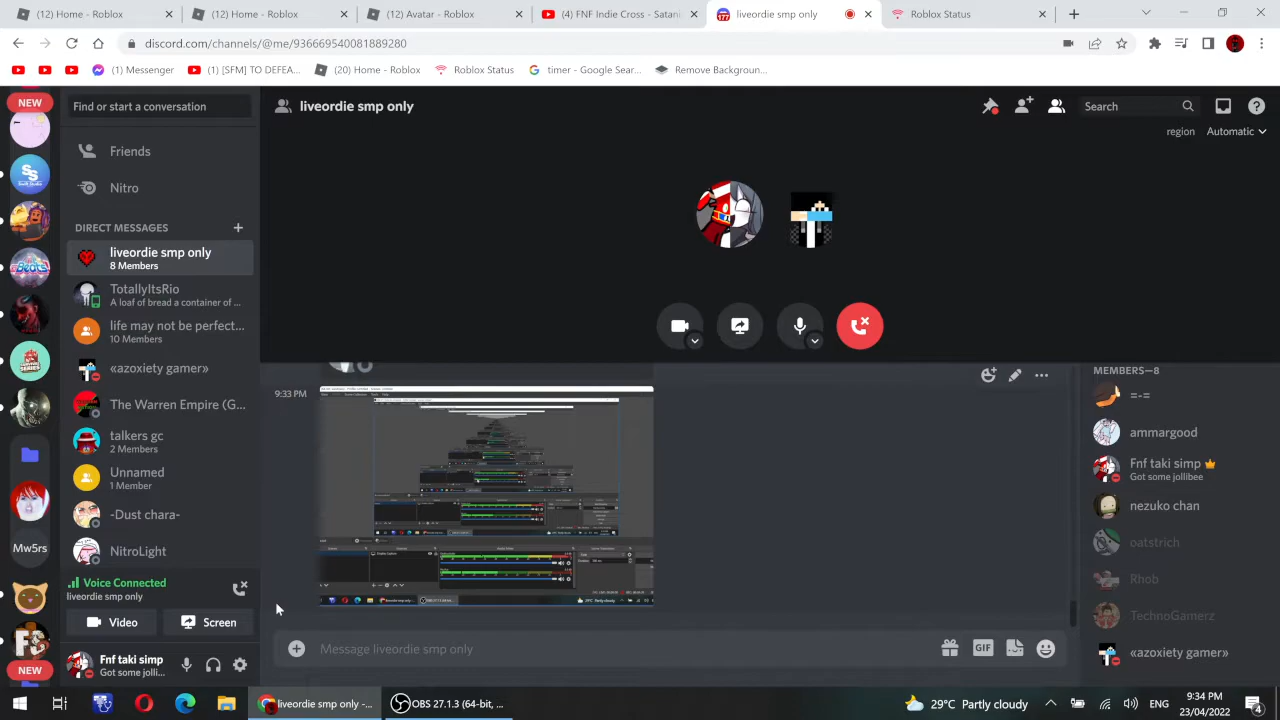 (12) Roblox
(12) Roblox
(12) Avatar - Roblox
(4) FNF Indie Cross - Satanic
177
liveordie smp only
Roblox Status
discord.com/channels/@me/936669540081889280
(1) Messenger
(1) [SFM] TO DEFEA...
(20) Home - Roblox
Roblox Status
timer - Google Sear...
Remove Backgroun...
NEW
Find or start a conversation
liveordie smp only
Search
region
Automatic
Friends
Nitro
DIRECT MESSAGES
liveordie smp only
8 Members
TotallyItsRio
A loaf of bread a container of ...
life may not be perfect...
10 Members
«azoxiety gamer»
The Warren Empire (G...
talkers gc
2 Members
Unnamed
1 Member
-Dust chara-
NitroLight
Mw5rs
Voice Connected
liveordie smp only
Video
Screen
Fnf taki simp
Got some jolli...
NEW
9:33 PM
Message liveordie smp only
GIF
MEMBERS—8
=-=
ammargood
Fnf taki simp
Got some jollibee
nezuko chan
oatstrich
Rhob
TechnoGamerz
«azoxiety gamer»
liveordie smp only -...
OBS 27.1.3 (64-bit, ...
29°C Partly cloudy
ENG
9:34 PM
23/04/2022
4